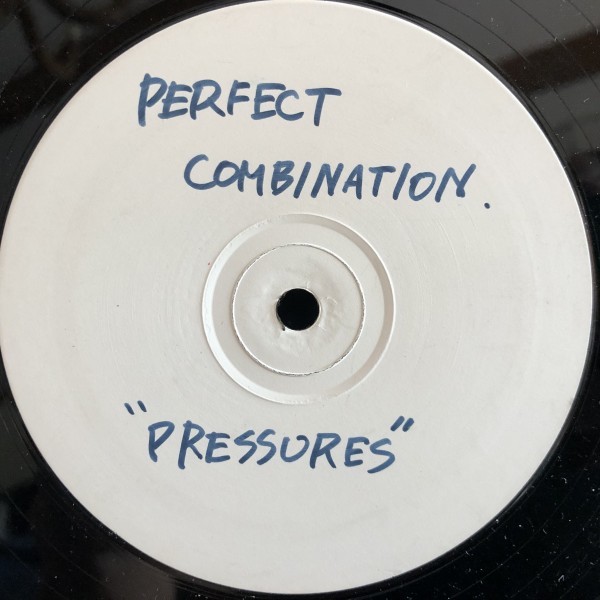 PERFECT
COMBINATION.
"PRESSURES"